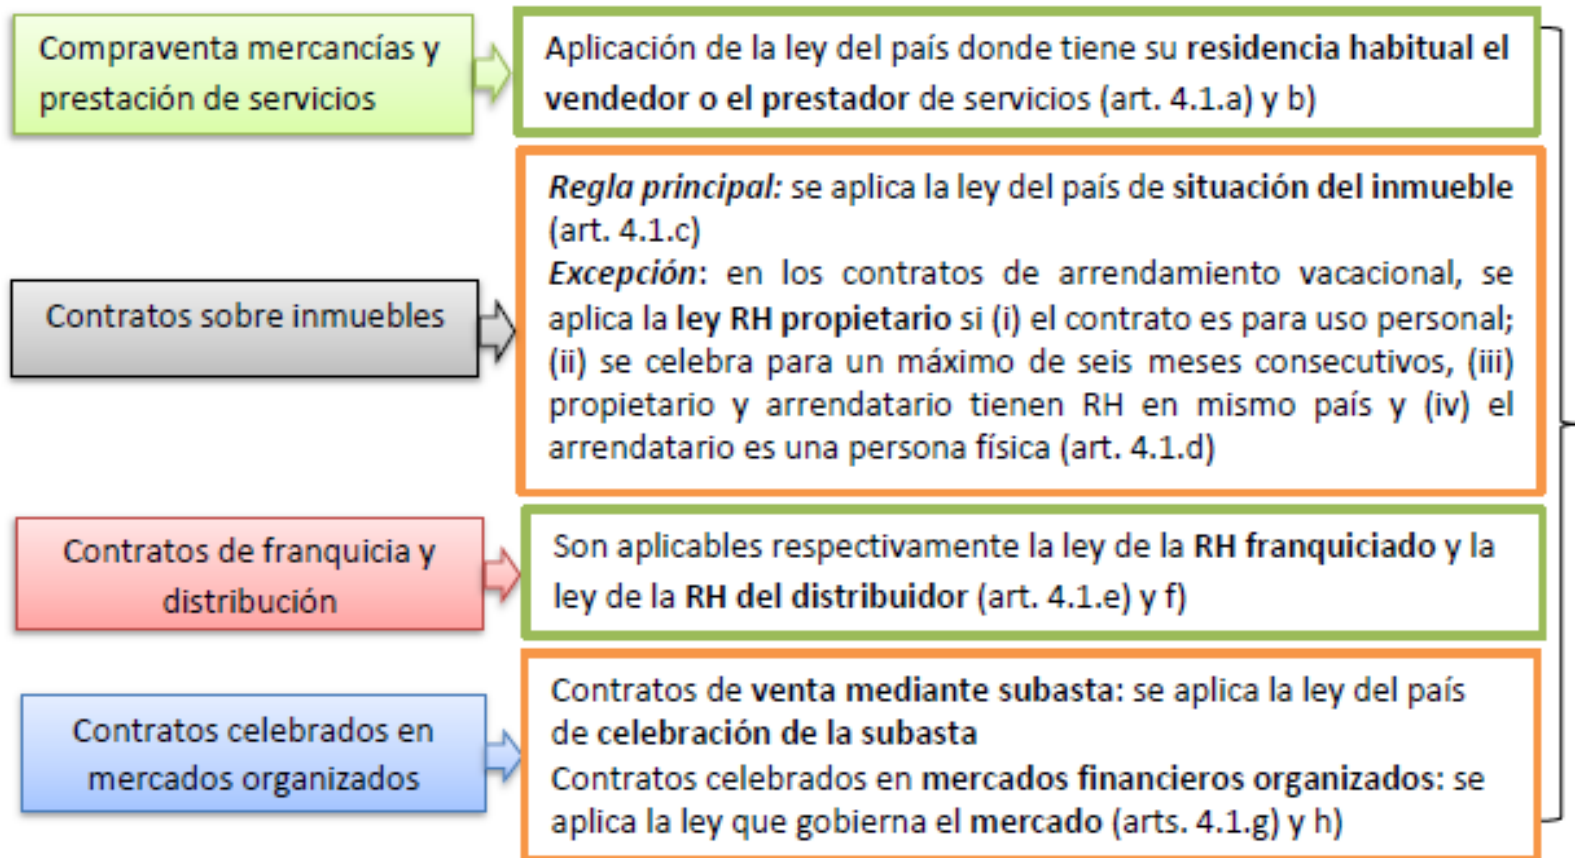 Compraventa mercancías y
prestación de servicios
Aplicación de la ley del país donde tiene su residencia habitual el
vendedor o el prestador de servicios (art. 4.1.a) y b)
Contratos sobre inmuebles
Regla principal: se aplica la ley del país de situación del inmueble
(art. 4.1.c)
Excepción: en los contratos de arrendamiento vacacional, se
aplica la ley RH propietario si (i) el contrato es para uso personal;
(ii) se celebra para un máximo de seis meses consecutivos, (iii)
propietario y arrendatario tienen RH en mismo país y (iv) el
arrendatario es una persona física (art. 4.1.d)
Contratos de franquicia y
distribución
Son aplicables respectivamente la ley de la RH franquiciado y la
ley de la RH del distribuidor (art. 4.1.e) y f)
Contratos celebrados en
mercados organizados
Contratos de venta mediante subasta: se aplica la ley del país
de celebración de la subasta
Contratos celebrados en mercados financieros organizados: se
aplica la ley que gobierna el mercado (arts. 4.1.g) y h)